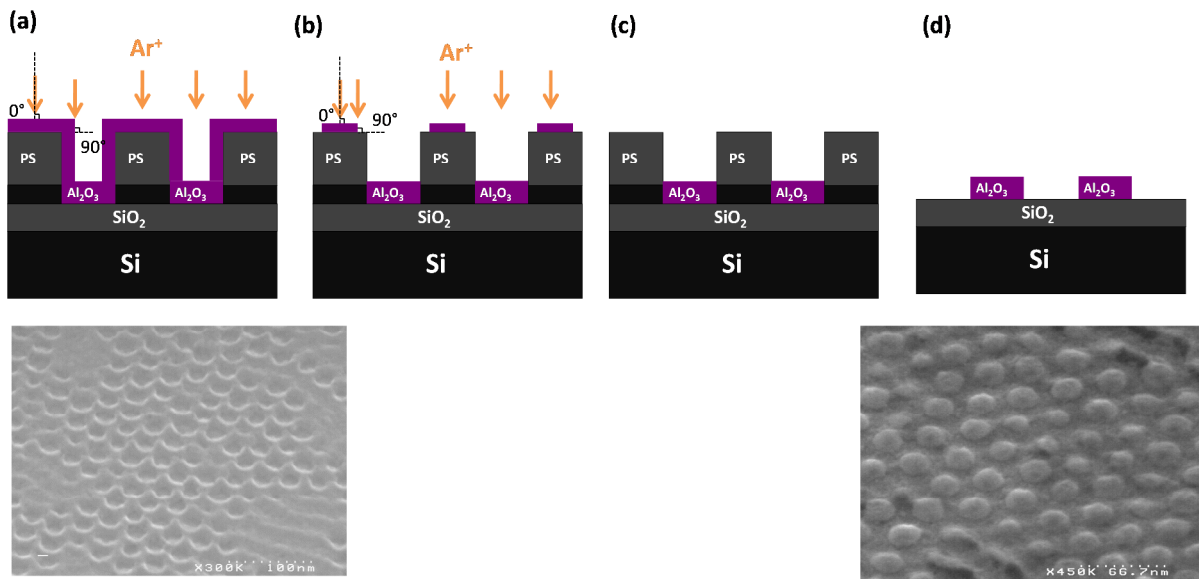 (a)
(b)
(c)
(d)
Ar⁺
Ar⁺
0°
90°
0°
90°
PS
PS
PS
PS
PS
PS
PS
PS
PS
Al₂O₃
Al₂O₃
Al₂O₃
Al₂O₃
Al₂O₃
Al₂O₃
Al₂O₃
Al₂O₃
SiO₂
SiO₂
SiO₂
SiO₂
Si
Si
Si
Si
X300K 100nm
X450K 66.7nm